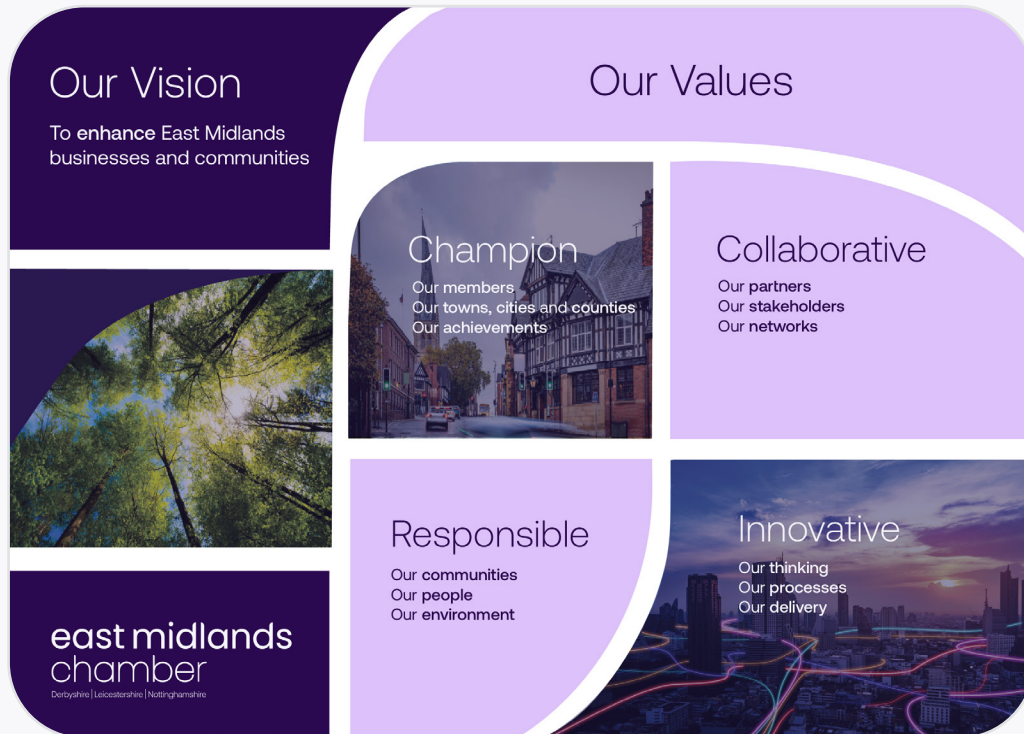 Our Vision
To enhance East Midlands
businesses and communities
Our Values
Champion
Our members
Our towns, cities and counties
Our achievements
Collaborative
Our partners
Our stakeholders
Our networks
Responsible
Our communities
Our people
Our environment
Innovative
Our thinking
Our processes
Our delivery
east midlands
chamber
Derbyshire | Leicestershire | Nottinghamshire